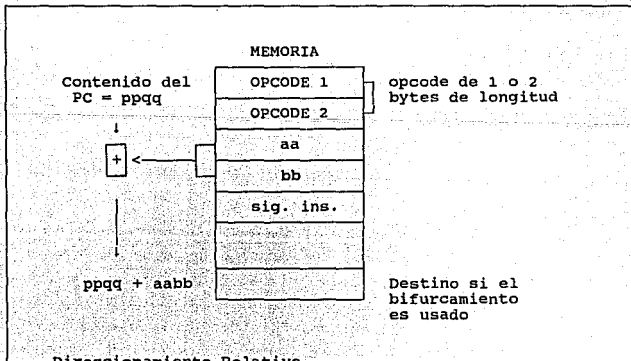 MEMORIA
Contenido del
PC = ppqq
OPCODE 1
OPCODE 2
opcode de 1 o 2
bytes de longitud
+
<
aa
bb
sig. ins.
ppqq + aabb
Destino si el
bifurcamiento
es usado
Direccionamiento Relativo